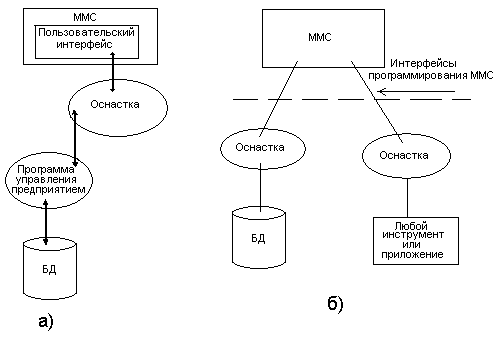 ММС
Пользовательский
интерфейс
Оснастка
Программа
управления
предприятием
БД
а)
ММС
Интерфейсы
программирования ММС
Оснастка
Оснастка
БД
Любой
инструмент
или
приложение
б)